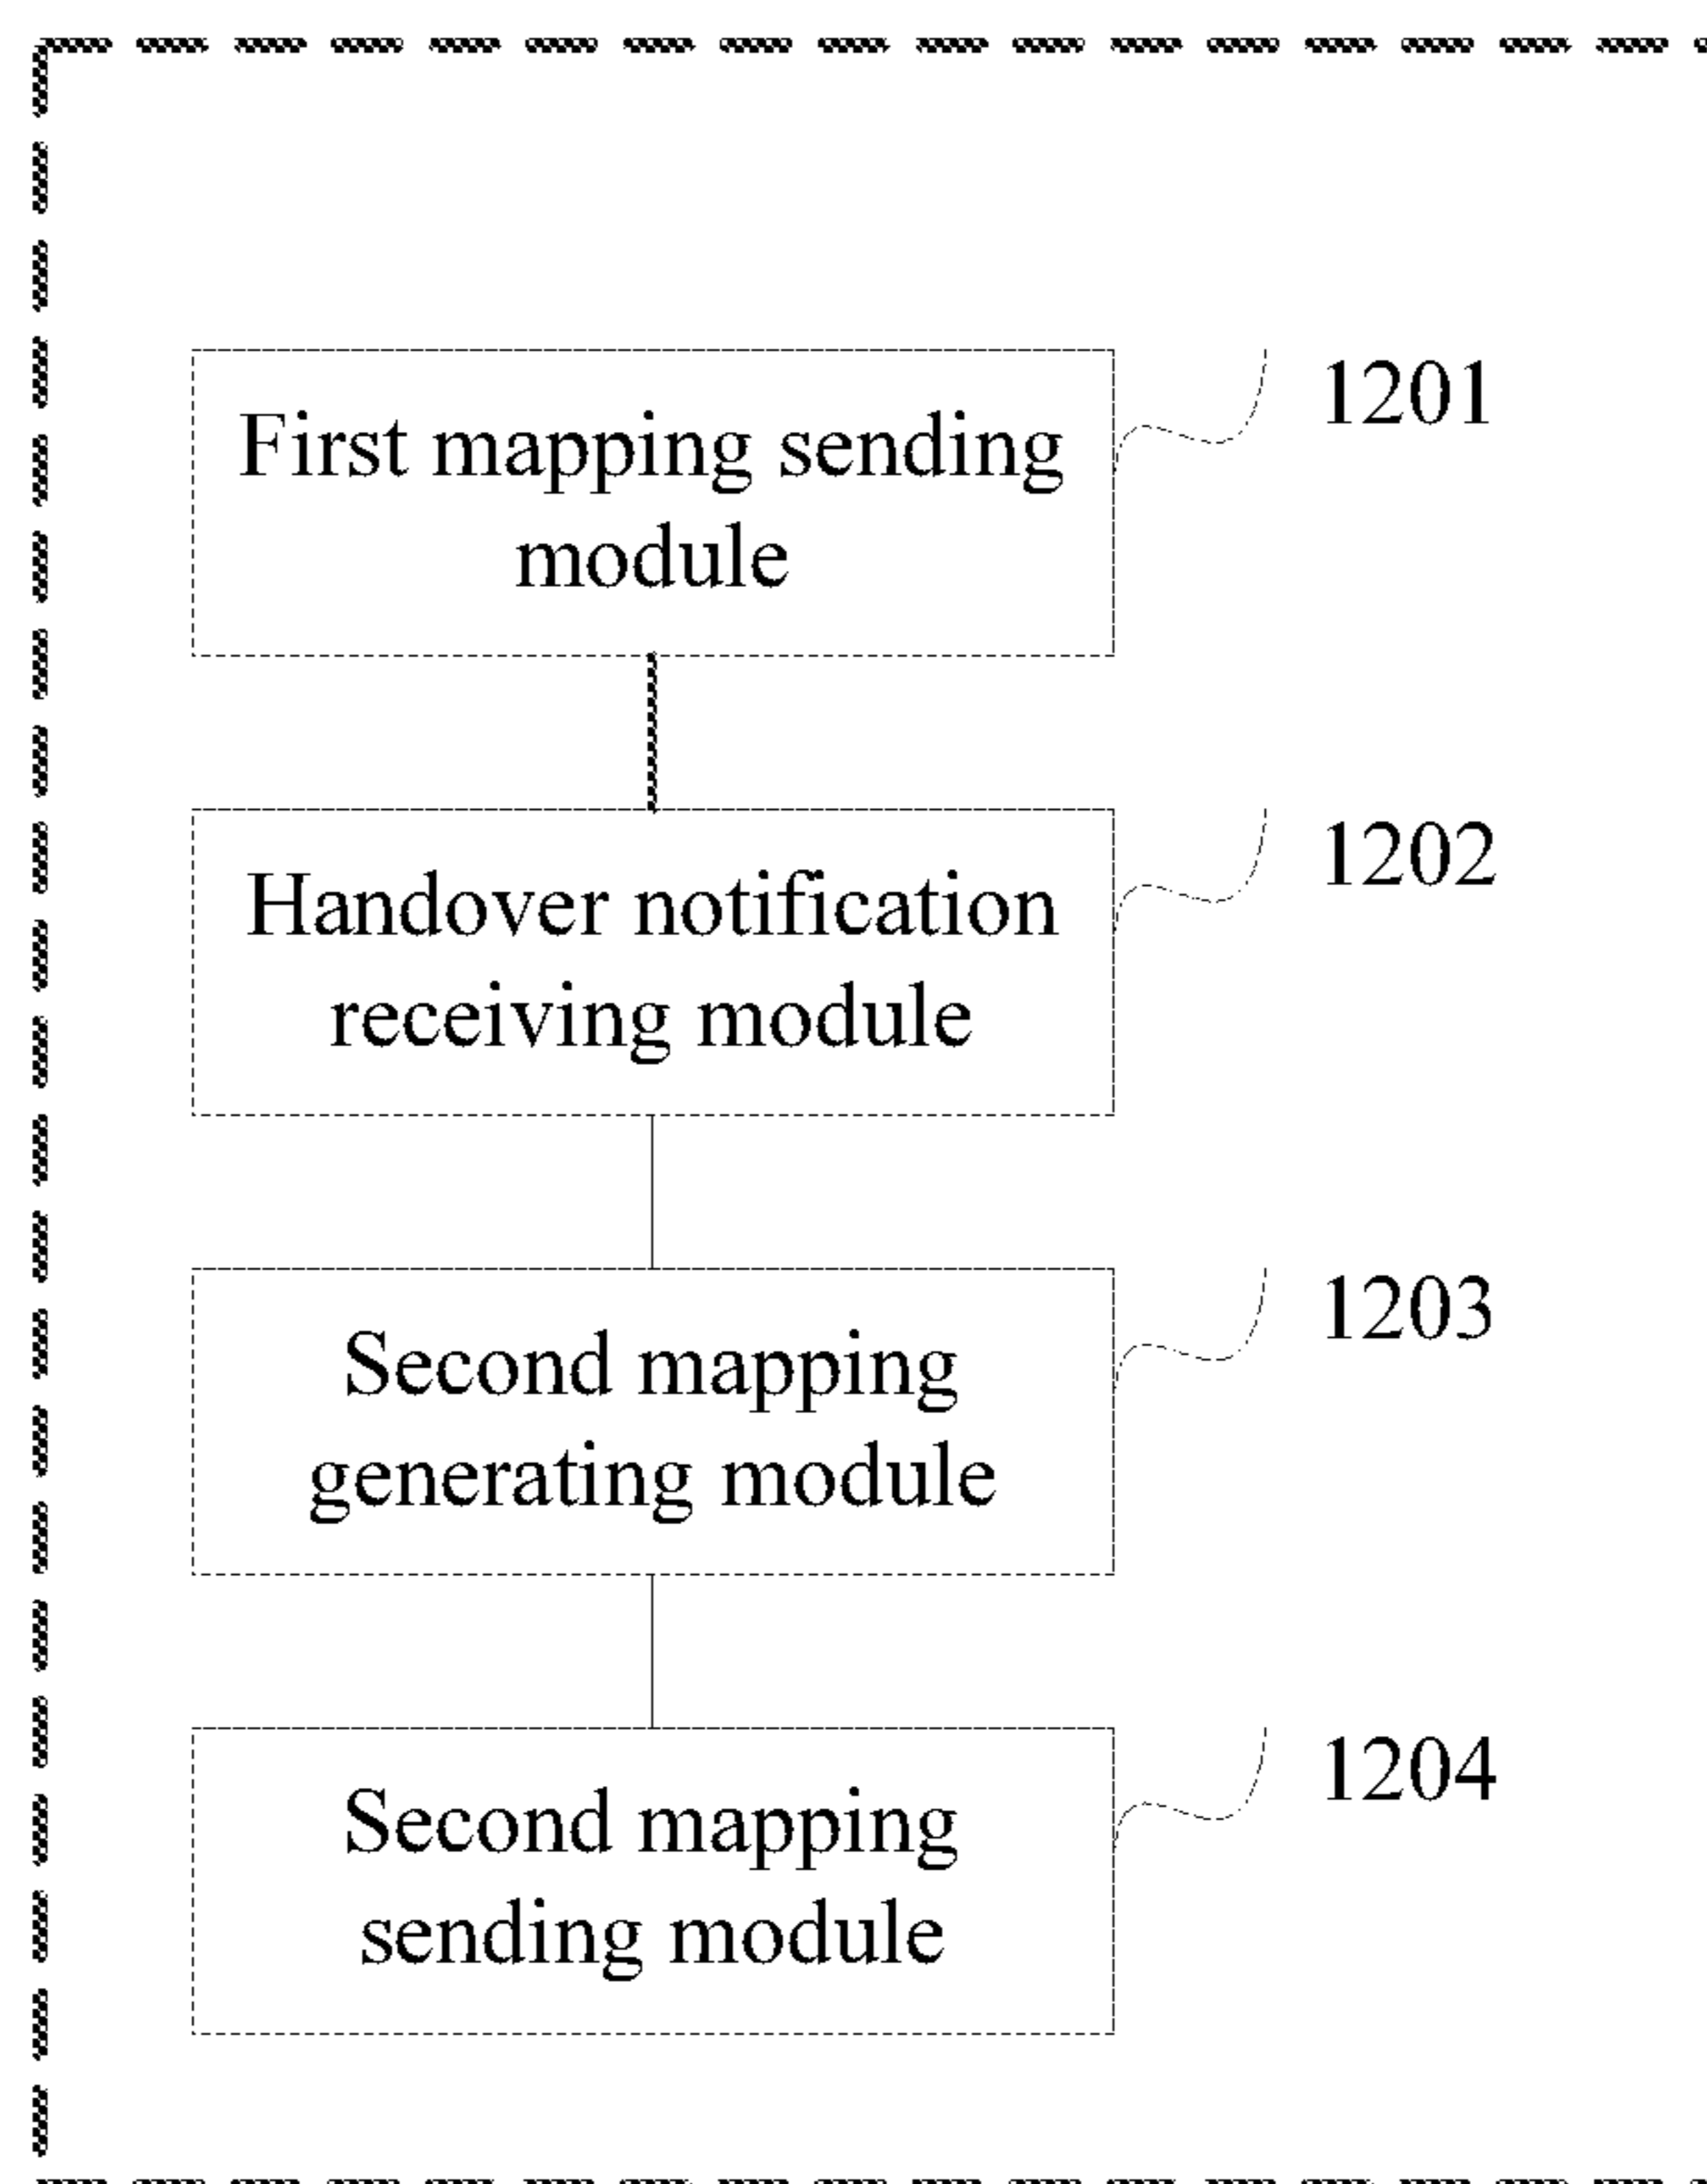 First mapping sending
module
1201
Handover notification
receiving module
1202
Second mapping
generating module
1203
Second mapping
sending module
1204